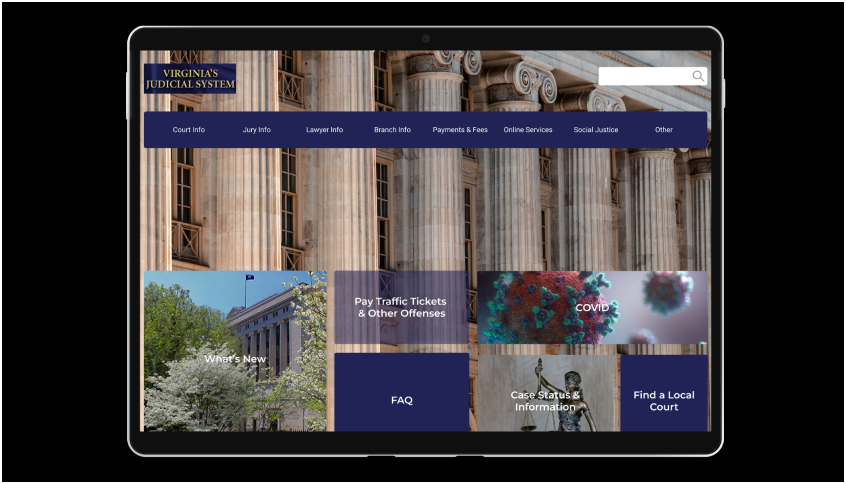 VIRGINIA'S
JUDICIAL SYSTEM
Court Info
Jury Info
Lawyer Info
Branch Info
Payments & Fees
Online Services
Social Justice
Other
What's New
Pay Traffic Tickets
& Other Offenses
COVID
FAQ
Case Status &
Information
Find a Local
Court